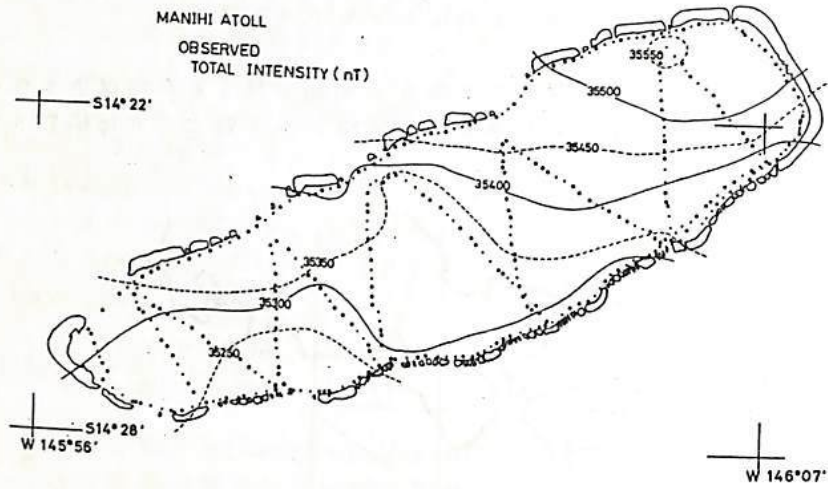 MANIHI ATOLL
OBSERVED
TOTAL INTENSITY (nT)
35550
S14°22'
35500
35450
35400
35350
35300
35250
S14°28'
W 145°56'
W 146°07'